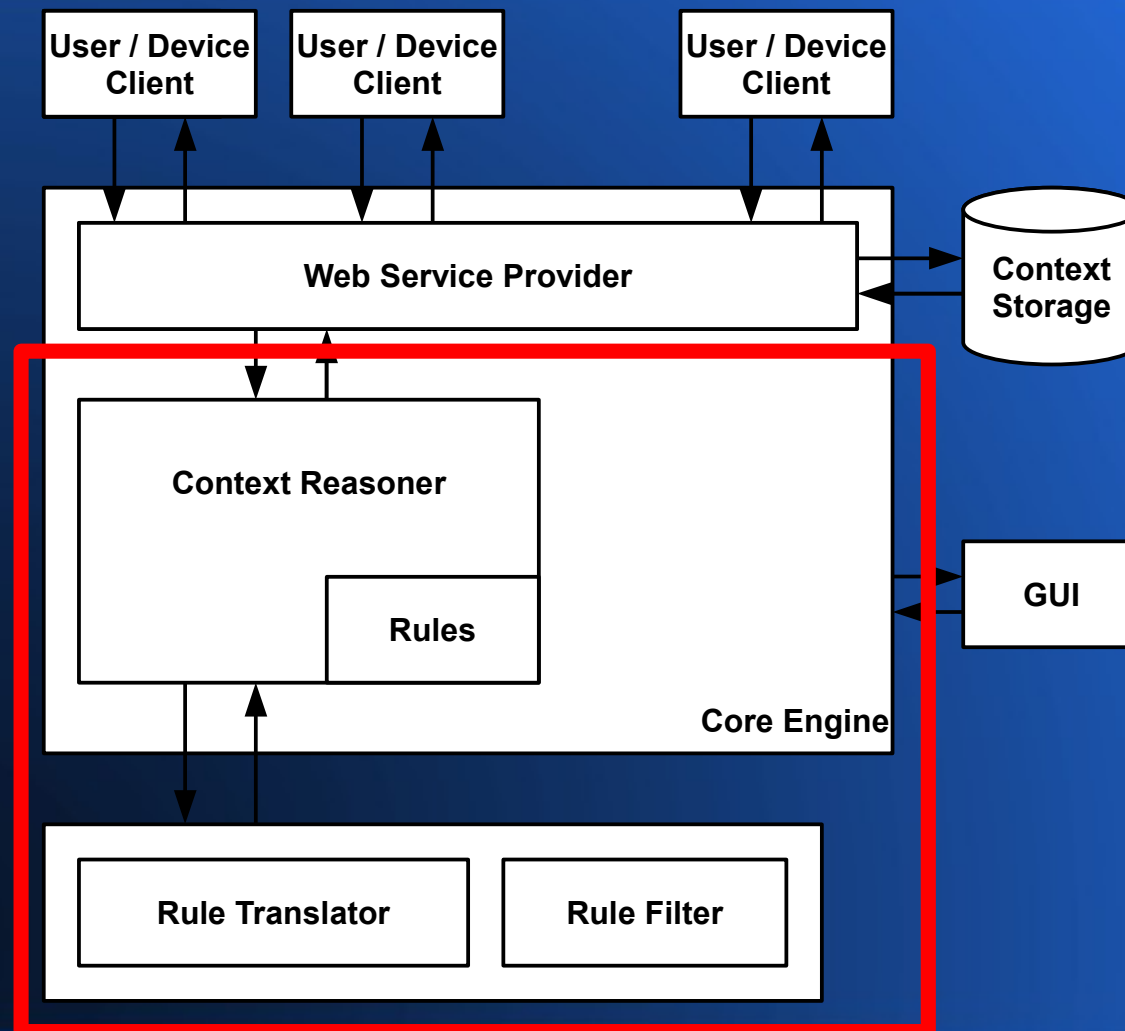 User / Device
Client
User / Device
Client
User / Device
Client
Web Service Provider
Context
Storage
Context Reasoner
Rules
GUI
Core Engine
Rule Translator
Rule Filter